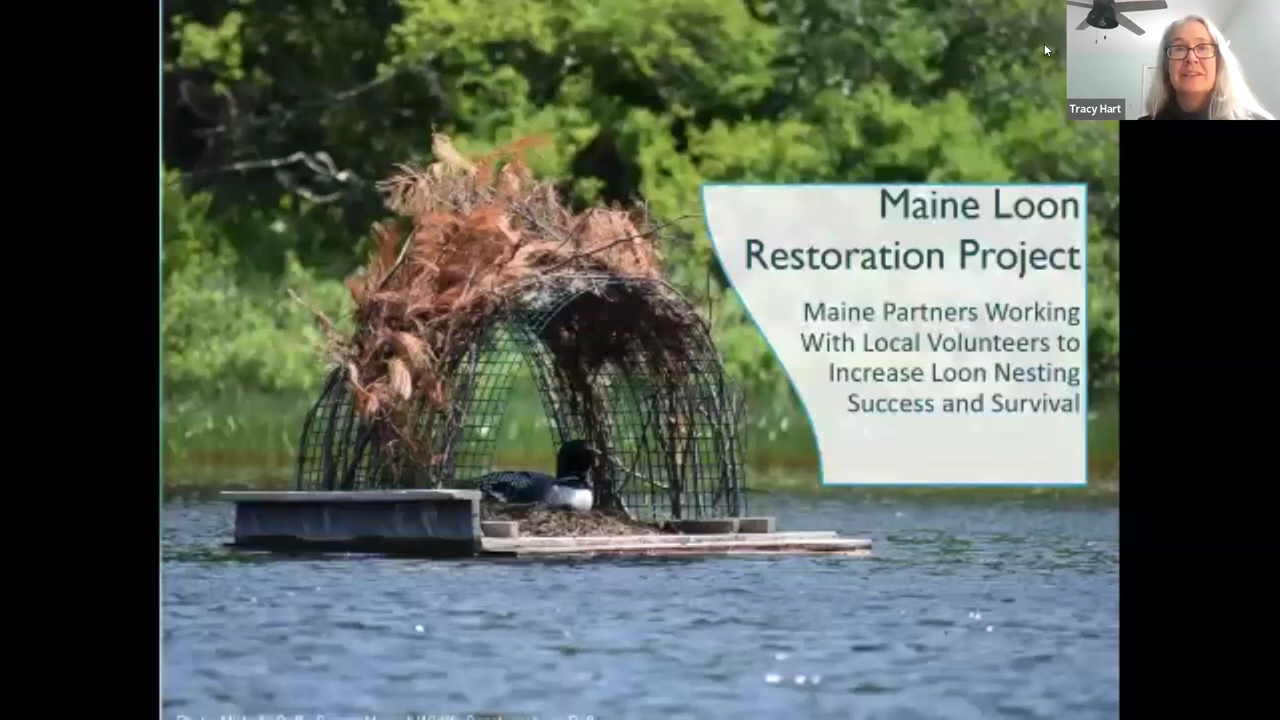 Tracy Hart
Maine Loon
Restoration Project
Maine Partners Working
With Local Volunteers to
Increase Loon Nesting
Success and Survival